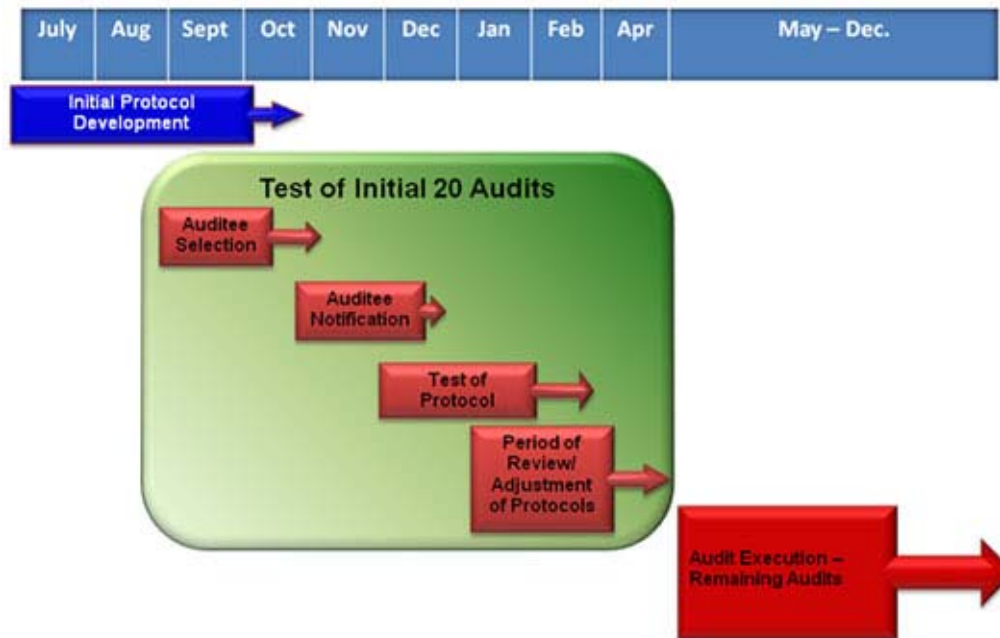 July Aug Sept Oct Nov Dec Jan Feb Apr May – Dec.
Initial Protocol
Development
Test of Initial 20 Audits
Auditee
Selection
Auditee
Notification
Test of
Protocol
Period of
Review/
Adjustment
of Protocols
Audit Execution –
Remaining Audits